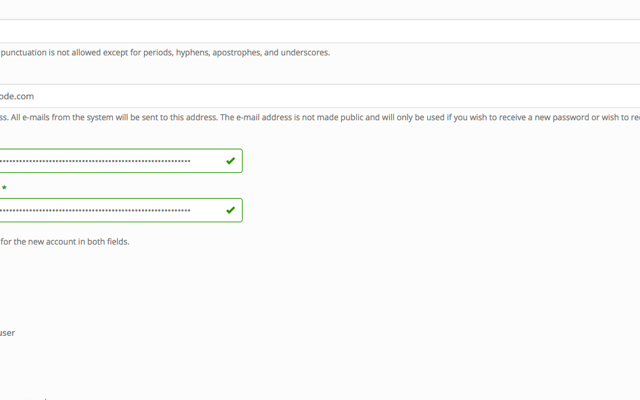 punctuation is not allowed except for periods, hyphens, apostrophes, and underscores.
ode.com
ss. All e-mails from the system will be sent to this address. The e-mail address is not made public and will only be used if you wish to receive a new password or wish to re
*
for the new account in both fields.
user